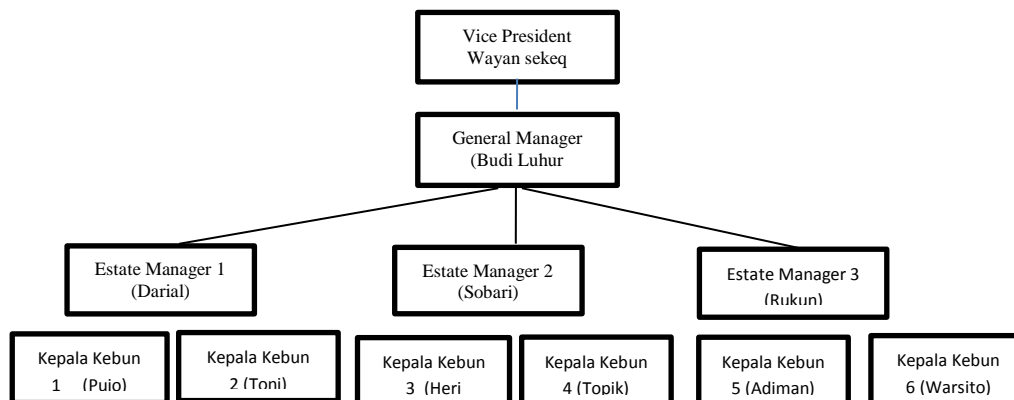 Vice President
Wayan sekeq
General Manager
(Budi Luhur
Estate Manager 1
(Darial)
Estate Manager 2
(Sobari)
Estate Manager 3
(Rukun)
Kepala Kebun
1 (Pujo)
Kepala Kebun
2 (Toni)
Kepala Kebun
3 (Heri
Kepala Kebun
4 (Topik)
Kepala Kebun
5 (Adiman)
Kepala Kebun
6 (Warsito)